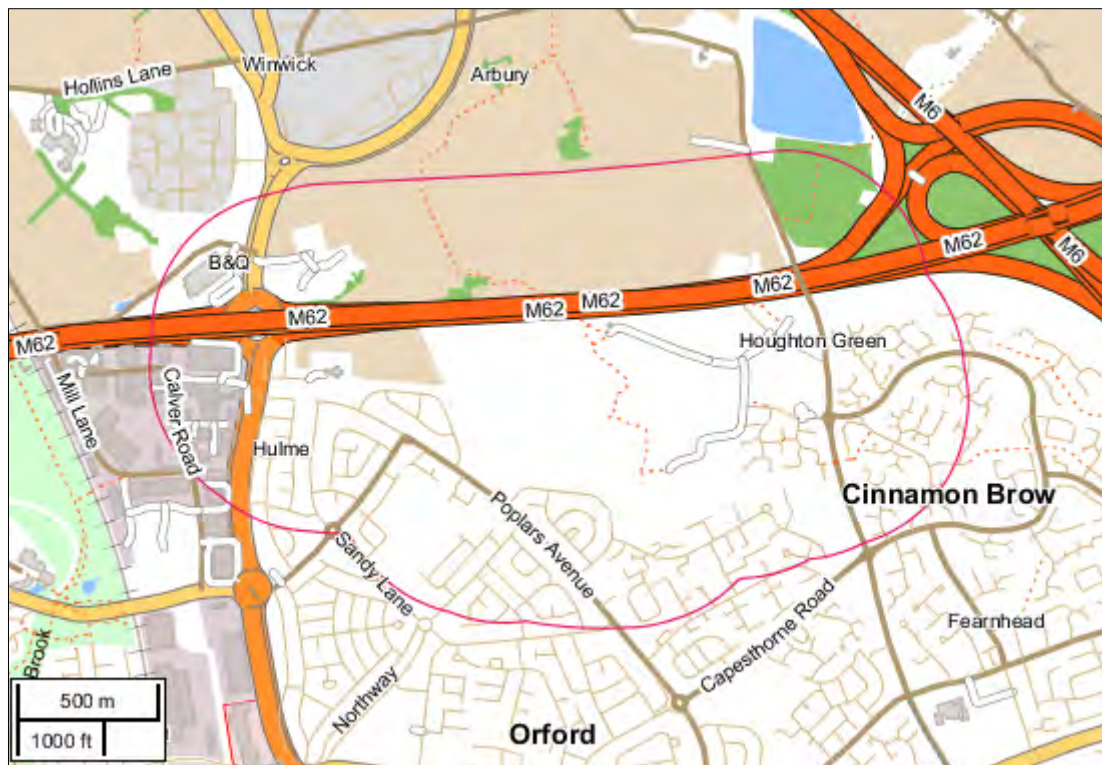 Winwick
Hollins Lane
Arbury
M6
B&Q
M62
M6
M62
M62
M62
M62
M62
Houghton Green
Mill Lane
Calver Road
Hulme
Cinnamon Brow
Poplars Avenue
Sandy Lane
Capesthorne Road
Fearnhead
Brook
Northway
Orford
500 m
1000 ft